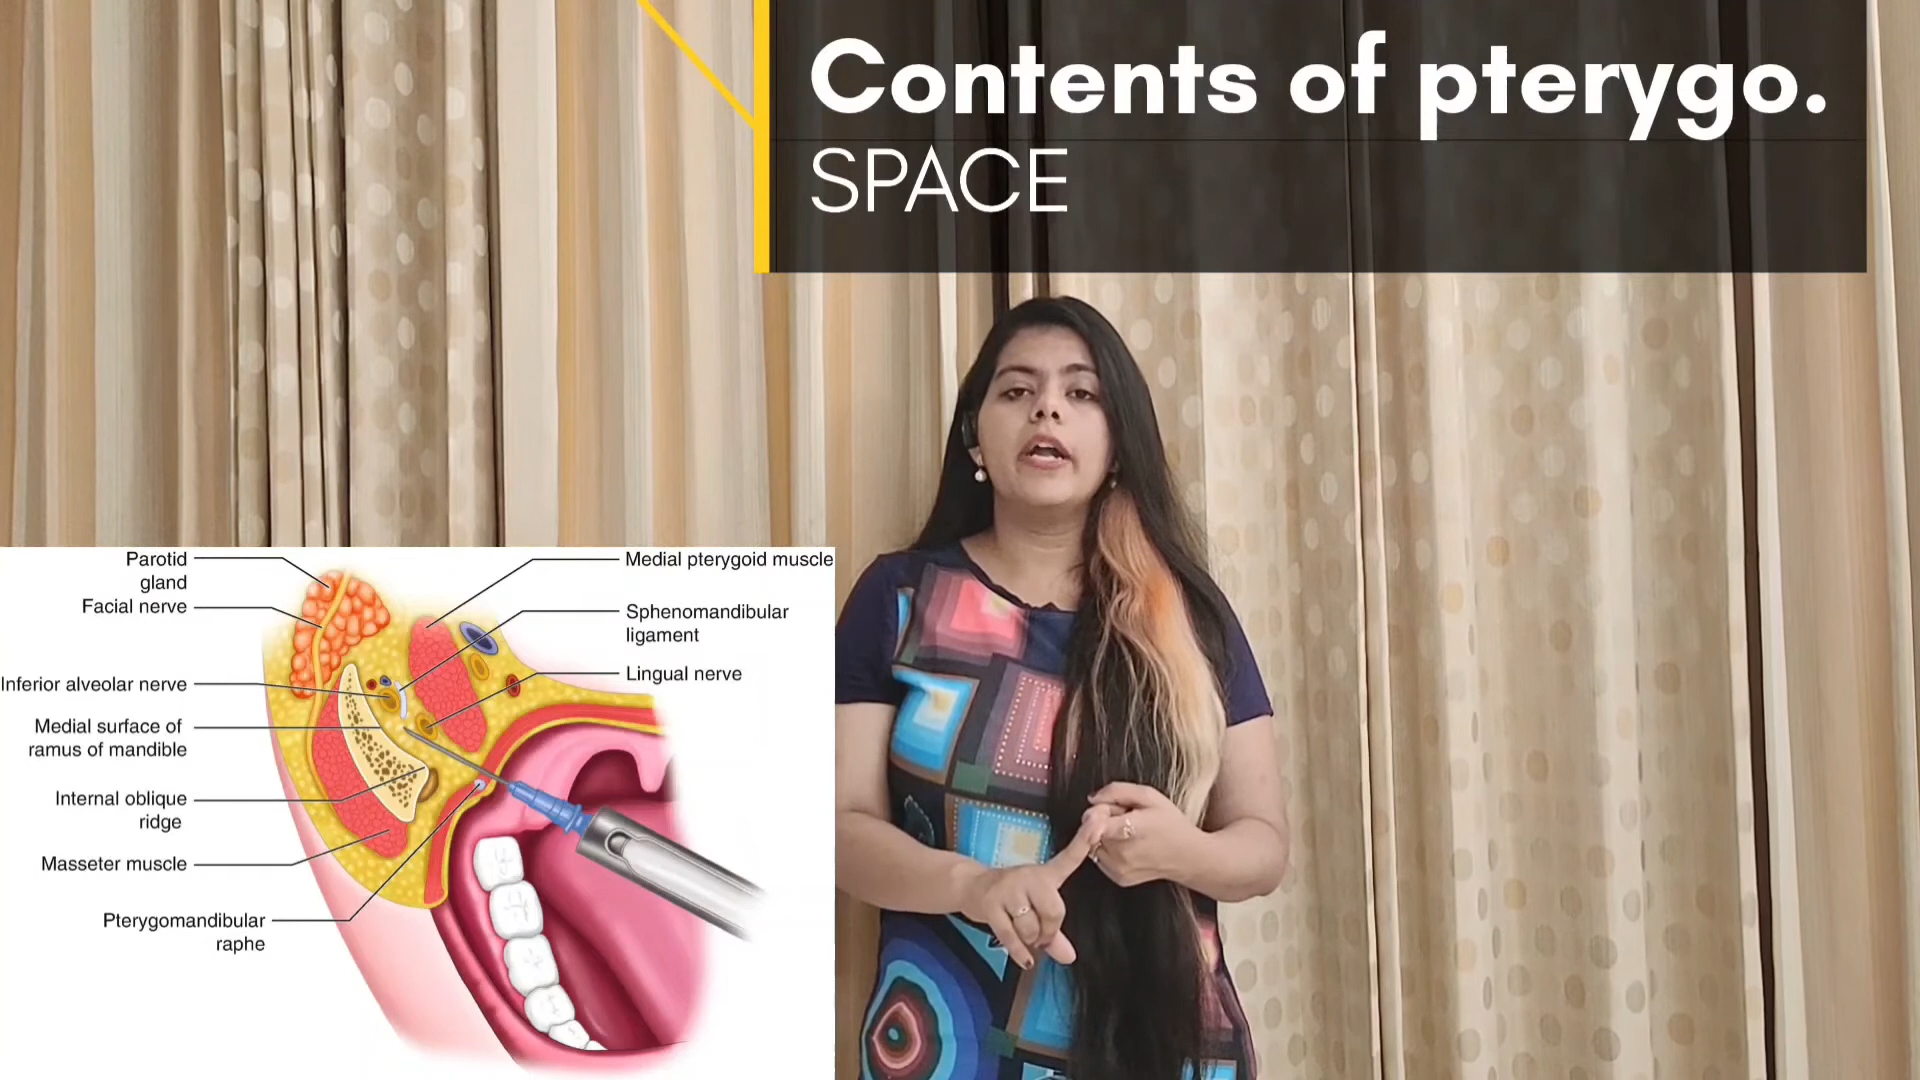 Contents of pterygo.
SPACE
Parotid
gland
Facial nerve
Inferior alveolar nerve
Medial surface of
ramus of mandible
Internal oblique
ridge
Masseter muscle
Pterygomandibular
raphe
Medial pterygoid muscle
Sphenomandibular
ligament
Lingual nerve